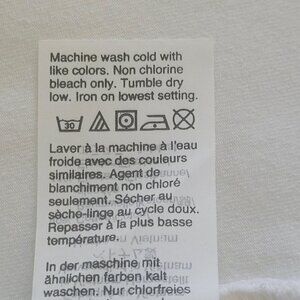 Machine wash cold with
like colors. Non chlorine
bleach only. Tumble dry
low. Iron on lowest setting.
30
Laver à la machine à l'eau
froide avec des couleurs
similaires. Agent de
blanchiment non chloré
seulement. Sécher au
sèche-linge au cycle doux.
Repasser à la plus basse
température.
In der maschine mit
ähnlichen farben kalt
waschen. Nur chlorfreies